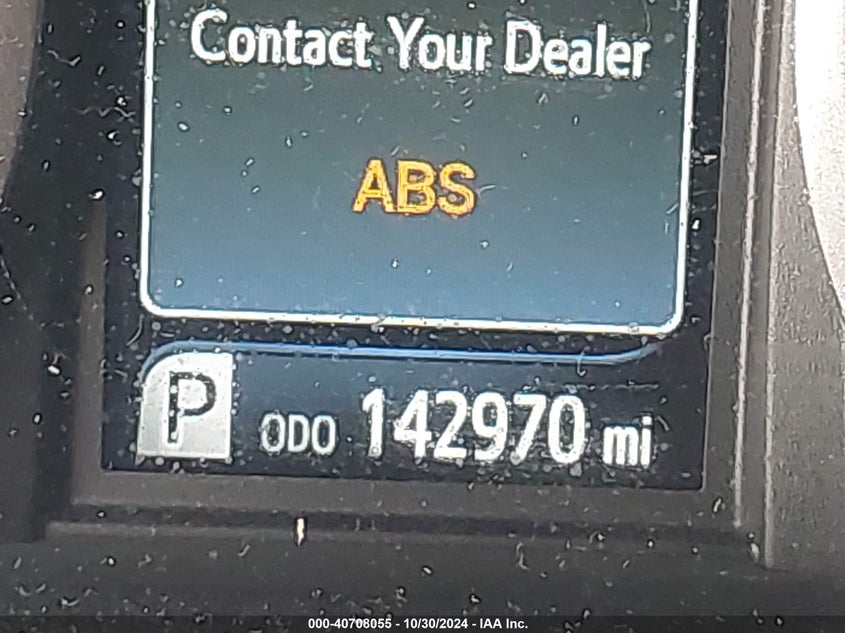 Contact Your Dealer
ABS
P ODO 142970 mi
000-40708055 - 10/30/2024 - IAA Inc.